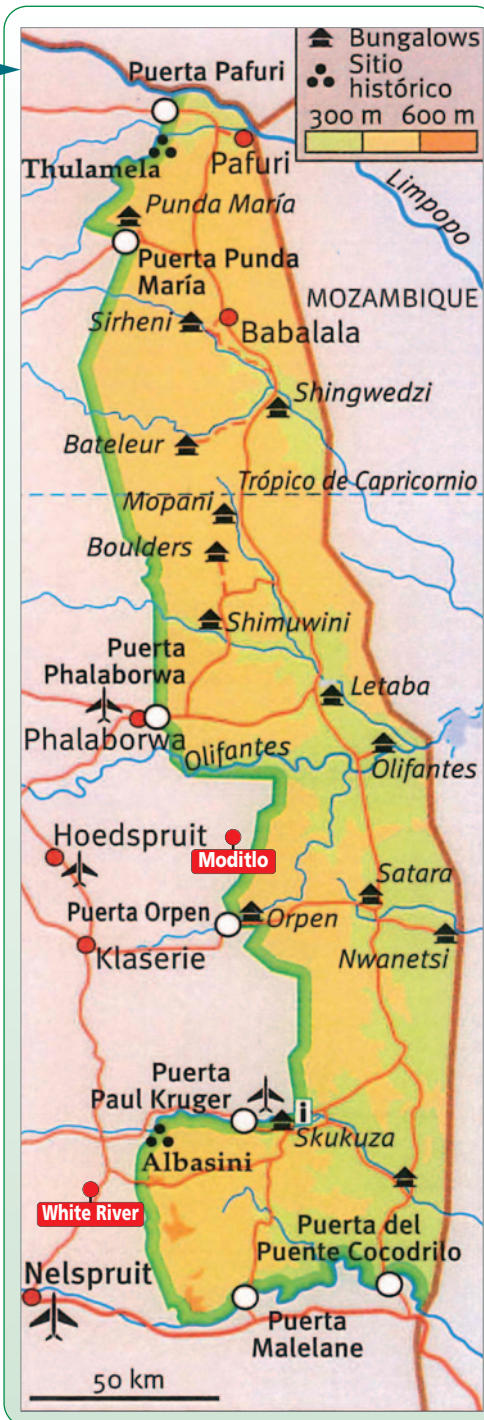 Bungalows
Sitio
histórico
300 m 600 m
Puerta Pafuri
Thulamela
Pafuri
Limpopo
Punda María
Puerta Punda
María
MOZAMBIQUE
Sirheni
Babalala
Shingwedzi
Bateleur
Trópico de Capricornio
Mopani
Boulders
Shimuwini
Puerta
Phalaborwa
Letaba
Phalaborwa
Olifantes
Olifantes
Hoedspruit
Moditlo
Satara
Puerta Orpen
Orpen
Klaserie
Nwanetsi
Puerta
Paul Kruger
i
Skukuza
Albasini
White River
Puerta del
Puente Cocodrilo
Nelspruit
Puerta
Malelane
50 km